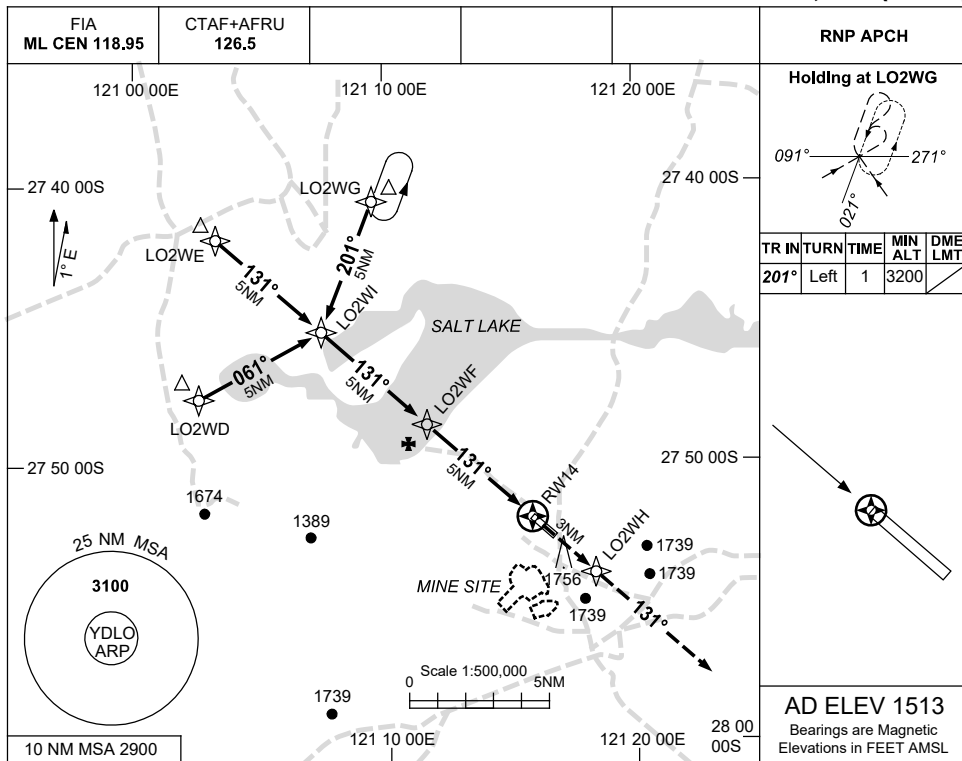 FIA
ML CEN 118.95
CTAF+AFRU
126.5
RNP APCH
121 00 00E
121 10 00E
121 20 00E
Holding at LO2WG
091°
271°
021°
27 40 00S
27 40 00S
LO2WG
LO2WE
1° E
201°
5NM
131°
5NM
LO2WI
TR IN TURN TIME MIN ALT DME LMT
201° Left 1 3200
SALT LAKE
061°
5NM
131°
5NM
LO2WF
LO2WD
27 50 00S
27 50 00S
131°
5NM
RW14
1674
1389
3NM
LO2WH
25 NM MSA
3100
YDLO
ARP
1739
1739
1756
MINE SITE
1739
131°
Scale 1:500,000
0 5NM
1739
AD ELEV 1513
Bearings are Magnetic
Elevations in FEET AMSL
10 NM MSA 2900
121 10 00E
121 20 00E
28 00
00S